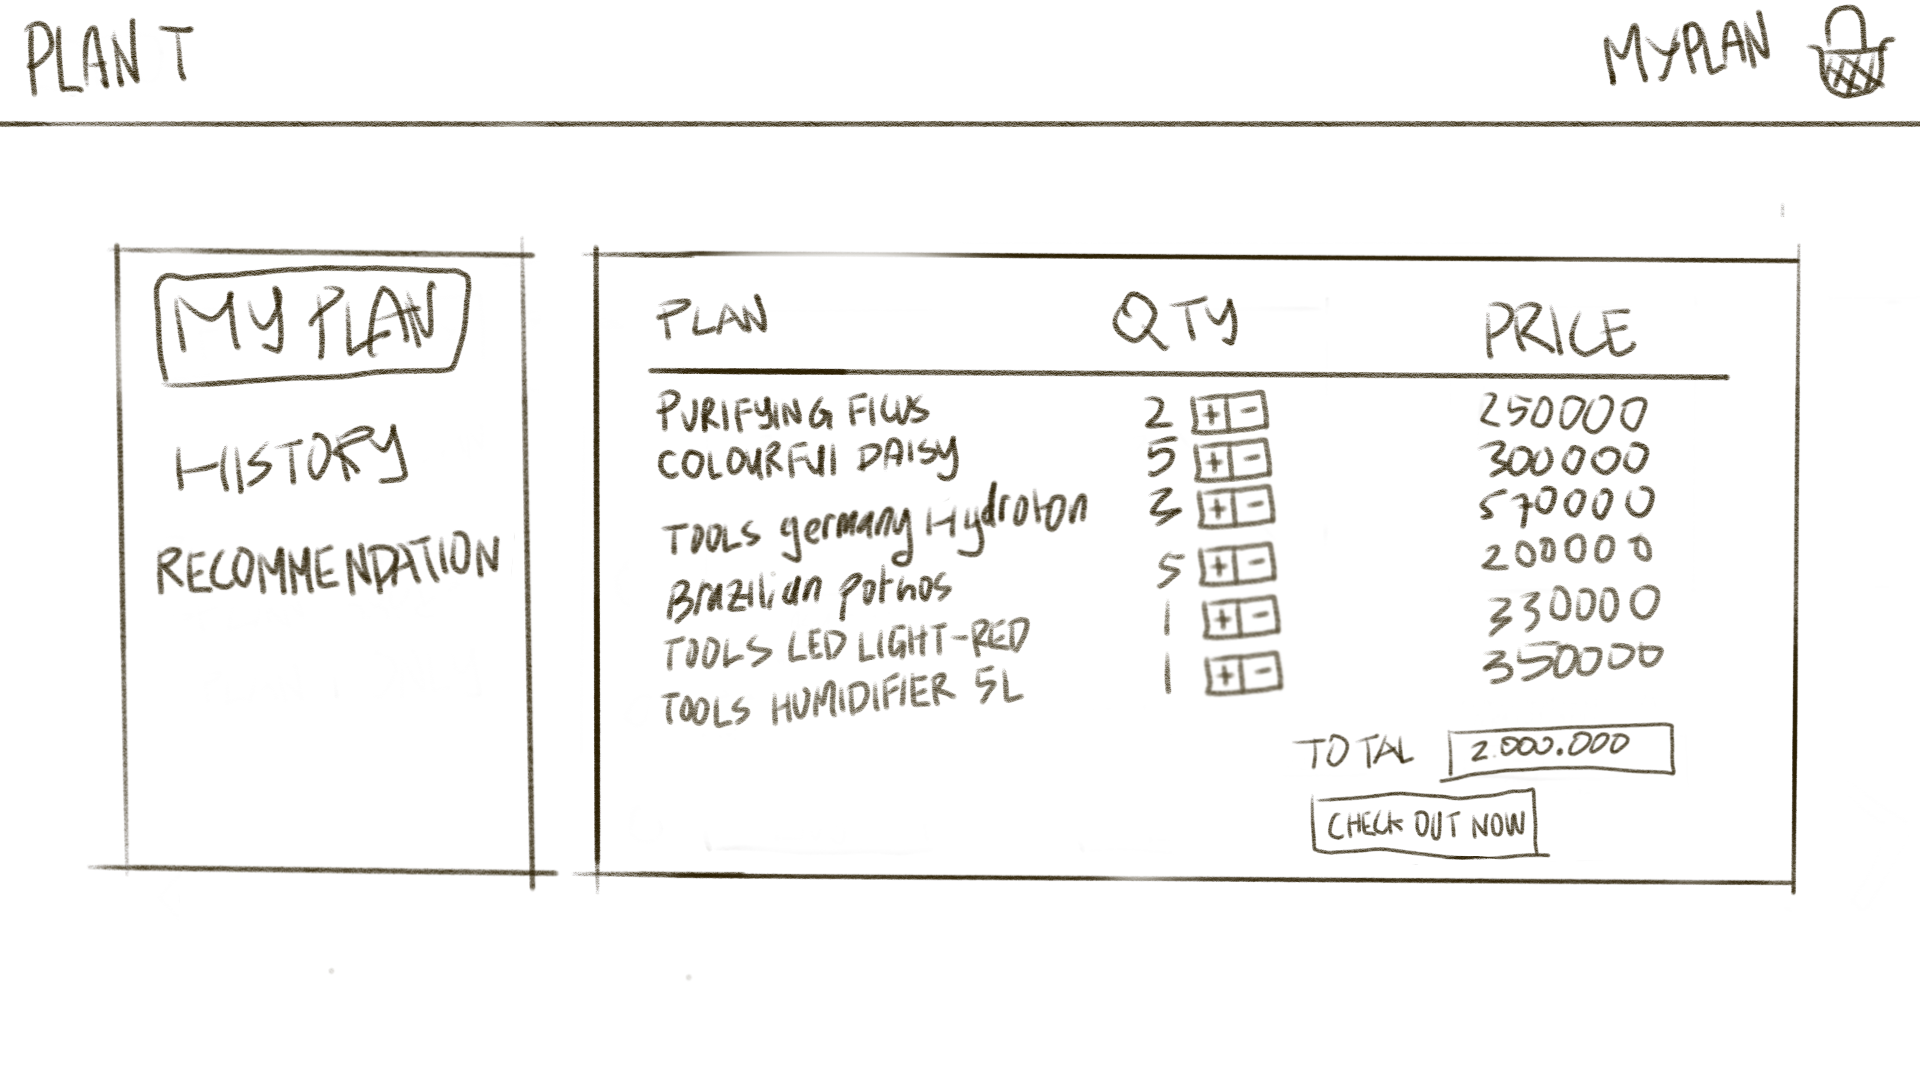 PLAN T
MYPLAN
MY PLAN
HISTORY
RECOMMENDATION
PLAN QTY PRICE
PURIFYING FICUS 2 + - 250000
COLOURFUll DAISY 5 + - 300000
TOOLS germany Hydroton 3 + - 570000
Brazilian pothos 5 + - 200000
TOOLS LED LIGHT-RED 1 + - 330000
TOOLS HUMIDIFIER 5L 1 + - 350000
TOTAL 2.000.000
CHECK OUT NOW